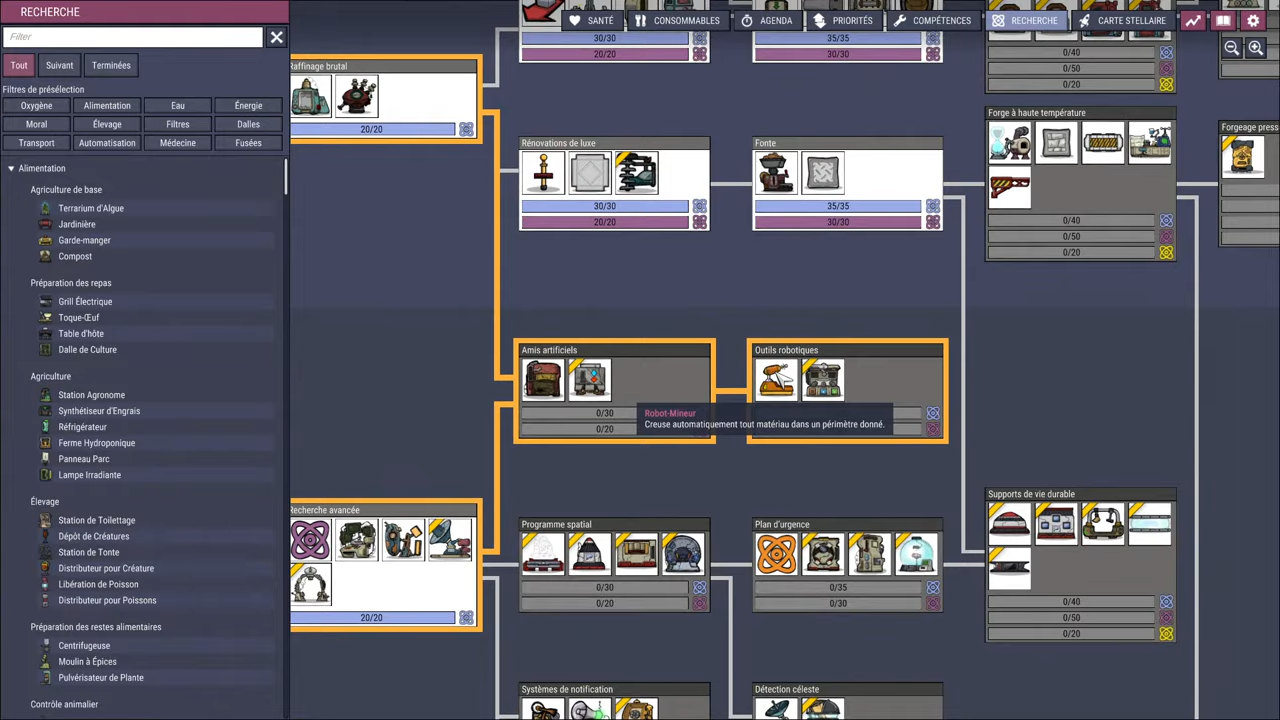 RECHERCHE
SANTÉ
CONSOMMABLES
AGENDA
PRIORITÉS
COMPÉTENCES
RECHERCHE
CARTE STELLAIRE
Filter
Tout
Suivant
Terminées
Filtres de présélection
Oxygène
Alimentation
Eau
Énergie
Moral
Élevage
Filtres
Dalles
Transport
Automatisation
Médecine
Fusées
Alimentation
Agriculture de base
Terrarium d'Algue
Jardinière
Garde-manger
Compost
Préparation des repas
Grill Électrique
Toque-Œuf
Table d'hôte
Dalle de Culture
Agriculture
Station Agronome
Synthétiseur d'Engrais
Réfrigérateur
Ferme Hydroponique
Panneau Parc
Lampe Irradiante
Élevage
Station de Toilettage
Dépôt de Créatures
Station de Tonte
Distributeur pour Créature
Libération de Poisson
Distributeur pour Poissons
Préparation des restes alimentaires
Centrifugeuse
Moulin à Épices
Pulvérisateur de Plante
Contrôle animalier
30/30
20/20
35/35
30/30
0/40
0/50
0/20
Raffinage brutal
20/20
Rénovations de luxe
30/30
20/20
Fonte
35/35
30/30
Forge à haute température
0/40
0/50
0/20
Forgeage press
Amis artificiels
0/30
0/20
Outils robotiques
Robot-Mineur
Creuse automatiquement tout matériau dans un périmètre donné.
Recherche avancée
20/20
Programme spatial
0/30
0/20
Plan d'urgence
0/35
0/30
Supports de vie durable
0/40
0/50
0/20
Systèmes de notification
Détection céleste